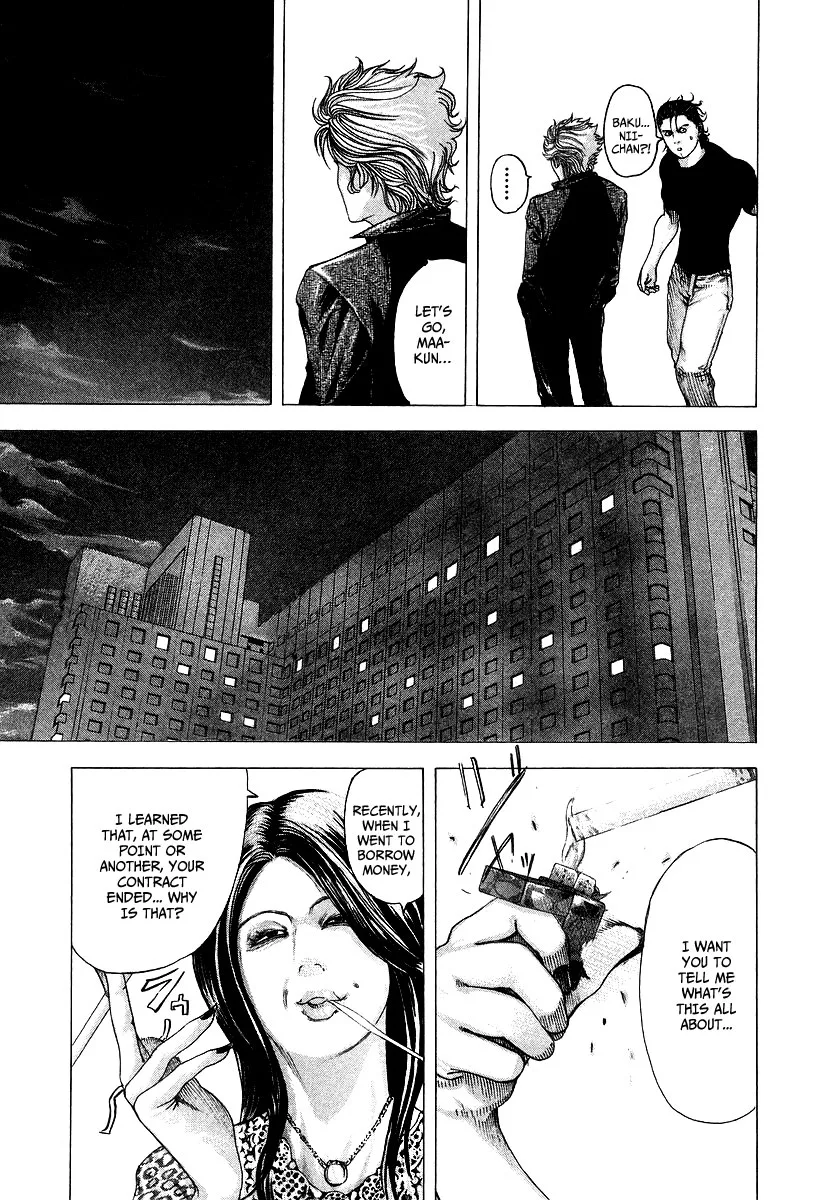 BAKU...
NII-
CHAN?!
......
LET'S
GO,
MAA-
KUN...
I WANT
YOU TO
TELL ME
WHAT'S
THIS ALL
ABOUT...
RECENTLY,
WHEN I
WENT TO
BORROW
MONEY,
I LEARNED
THAT, AT SOME
POINT OR
ANOTHER, YOUR
CONTRACT
ENDED... WHY
IS THAT?